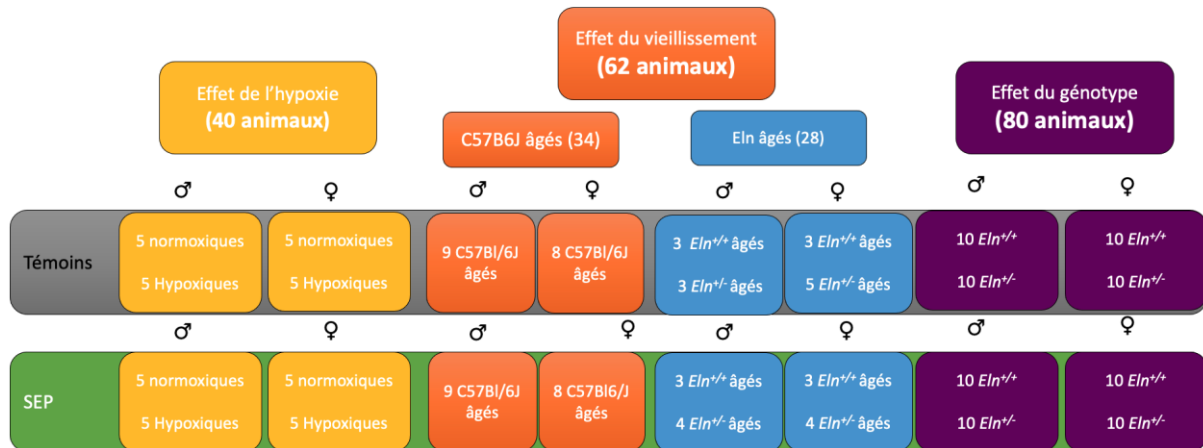 Effet du vieillissement
(62 animaux)
Effet de l'hypoxie
(40 animaux)
Effet du génotype
(80 animaux)
C57B6J âgés (34)
Eln âgés (28)
♂ ♀ ♂ ♀ ♂ ♀ ♂ ♀
Témoins
5 normoxiques
5 Hypoxiques
5 normoxiques
5 Hypoxiques
9 C57Bl/6J
âgés
8 C57Bl/6J
âgés
3 Eln+/+ âgés
3 Eln+/- âgés
3 Eln+/+ âgés
5 Eln+/- âgés
10 Eln+/+
10 Eln+/-
10 Eln+/+
10 Eln+/-
♂ ♀ ♂ ♀ ♂ ♀ ♂ ♀
SEP
5 normoxiques
5 Hypoxiques
5 normoxiques
5 Hypoxiques
9 C57Bl/6J
âgés
8 C57Bl6/J
âgés
3 Eln+/+ âgés
4 Eln+/- âgés
3 Eln+/+ âgés
4 Eln+/- âgés
10 Eln+/+
10 Eln+/-
10 Eln+/+
10 Eln+/-